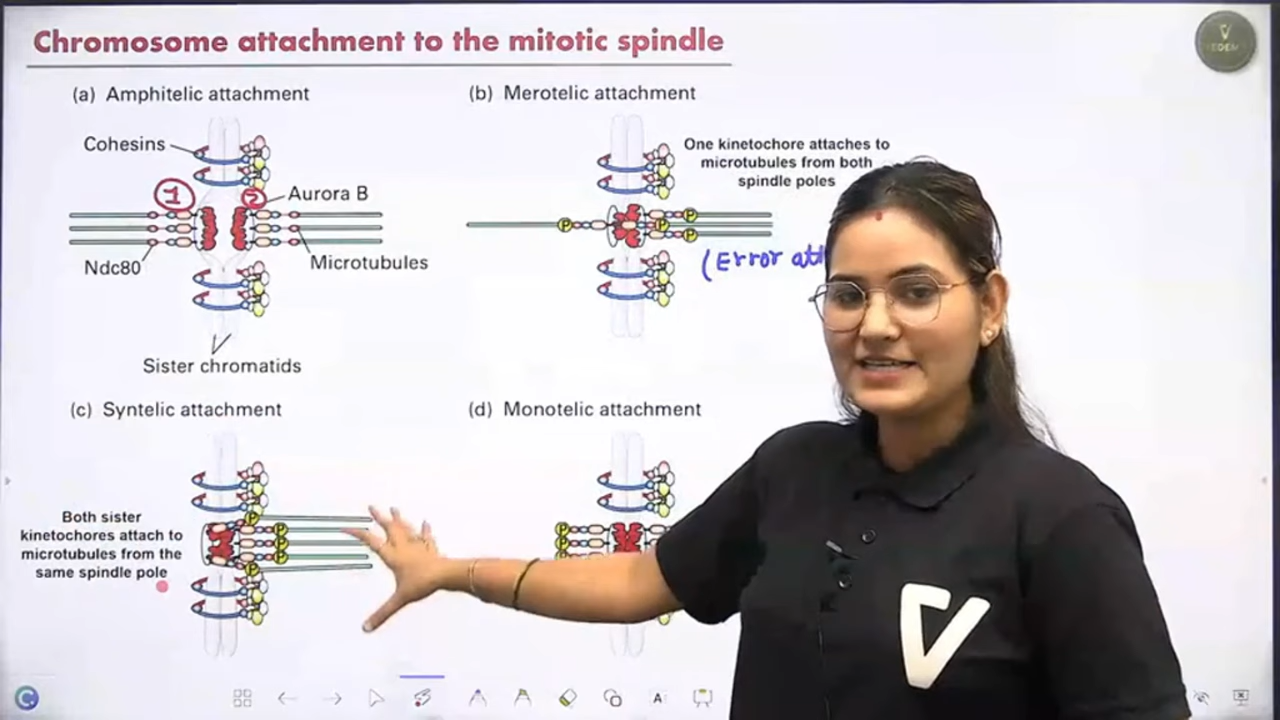 Chromosome attachment to the mitotic spindle
VEDEMY
(a) Amphitelic attachment
Cohesins
1
2
Aurora B
Ndc80
Microtubules
Sister chromatids
(b) Merotelic attachment
One kinetochore attaches to
microtubules from both
spindle poles
P
P
P
P
(Error
(c) Syntelic attachment
Both sister
kinetochores attach to
microtubules from the
same spindle pole
P
P
P
P
P
(d) Monotelic attachment
P
P
P
V
A